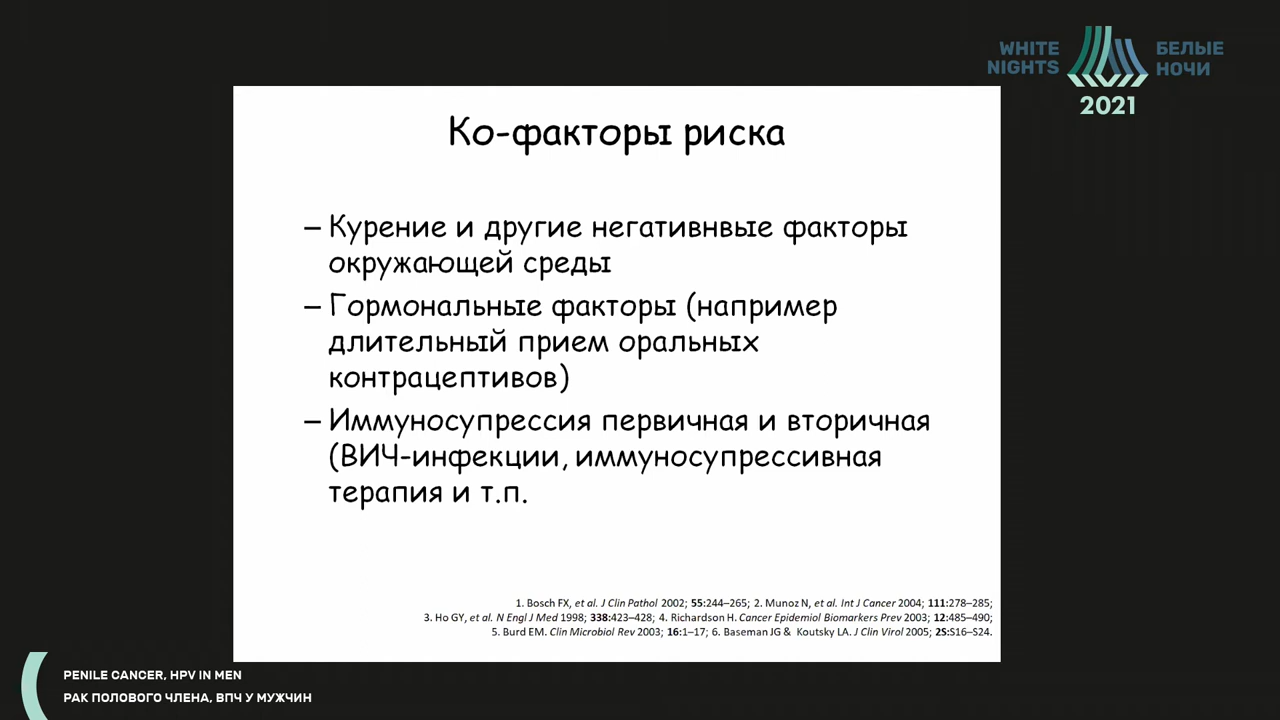 WHITE NIGHTS
БЕЛЫЕ НОЧИ
2021
Ко-факторы риска
– Курение и другие негативнвые факторы
окружающей среды
– Гормональные факторы (например
длительный прием оральных
контрацептивов)
– Иммуносупрессия первичная и вторичная
(ВИЧ-инфекции, иммуносупрессивная
терапия и т.п.
1. Bosch FX, et al. J Clin Pathol 2002; 55:244–265; 2. Munoz N, et al. Int J Cancer 2004; 111:278–285;
3. Ho GY, et al. N Engl J Med 1998; 338:423–428; 4. Richardson H. Cancer Epidemiol Biomarkers Prev 2003; 12:485–490;
5. Burd EM. Clin Microbiol Rev 2003; 16:1–17; 6. Baseman JG & Koutsky LA. J Clin Virol 2005; 2S:S16–S24.
PENILE CANCER, HPV IN MEN
РАК ПОЛОВОГО ЧЛЕНА, ВПЧ У МУЖЧИН